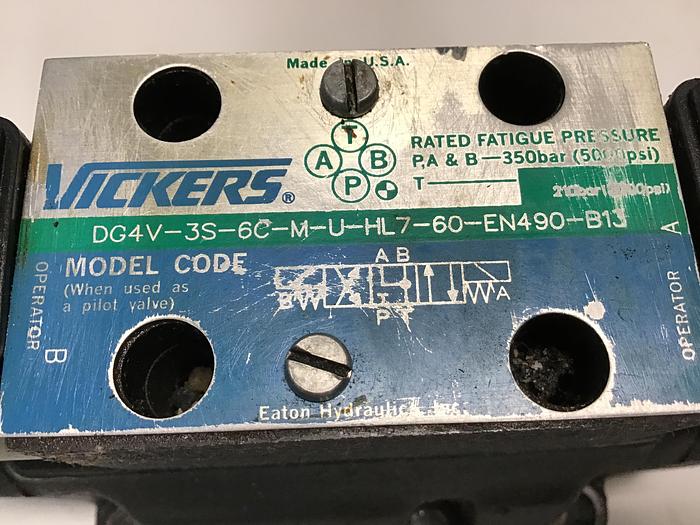 Made in U.S.A.
T
A B
P
RATED FATIGUE PRESSURE
P,A & B—350bar (5000psi)
T
VICKERS®
DG4V-3S-6C-M-U-HL7-60-EN490-B13
MODEL CODE
(When used as
a pilot valve)
A B
B
T
A
P T
OPERATOR B
OPERATOR A
Eaton Hydraulics, Inc.